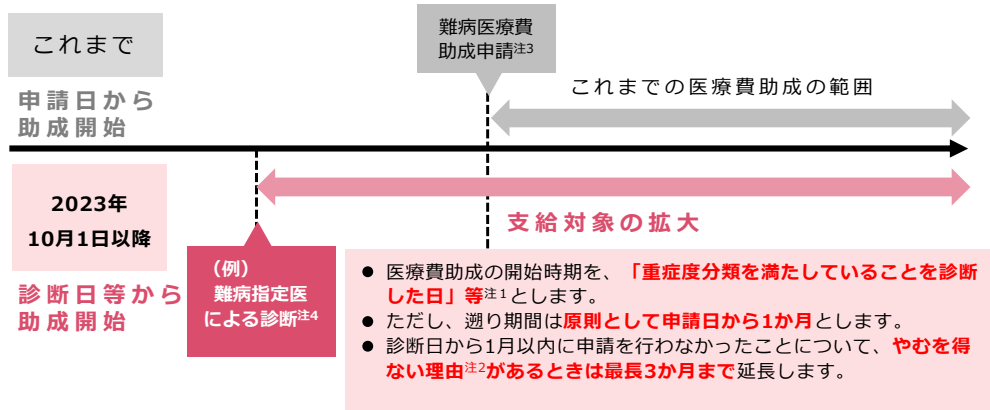 これまで
申請日から
助成開始
難病医療費
助成申請注3
これまでの医療費助成の範囲
2023年
10月1日以降
診断日等から
助成開始
支給対象の拡大
（例）
難病指定医
による診断注4
● 医療費助成の開始時期を、「重症度分類を満たしていることを診断
した日」等注1とします。
● ただし、遡り期間は原則として申請日から1か月とします。
● 診断日から1月以内に申請を行わなかったことについて、やむを得
ない理由注2があるときは最長3か月まで延長します。